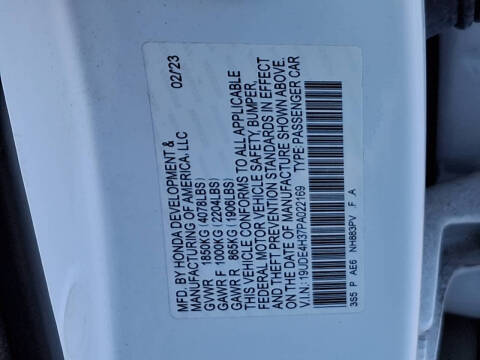 MFD. BY HONDA DEVELOPMENT & 02/23
MANUFACTURING OF AMERICA, LLC
GVWR 1850KG (4078LBS)
GAWR F 1000KG (2204LBS)
GAWR R 865KG (1906LBS)
THIS VEHICLE CONFORMS TO ALL APPLICABLE
FEDERAL MOTOR VEHICLE SAFETY, BUMPER,
AND THEFT PREVENTION STANDARDS IN EFFECT
ON THE DATE OF MANUFACTURE SHOWN ABOVE.
V.I.N.: 19UDE4H37PA022169 TYPE: PASSENGER CAR
3S5 P AE6 NH883PV F A